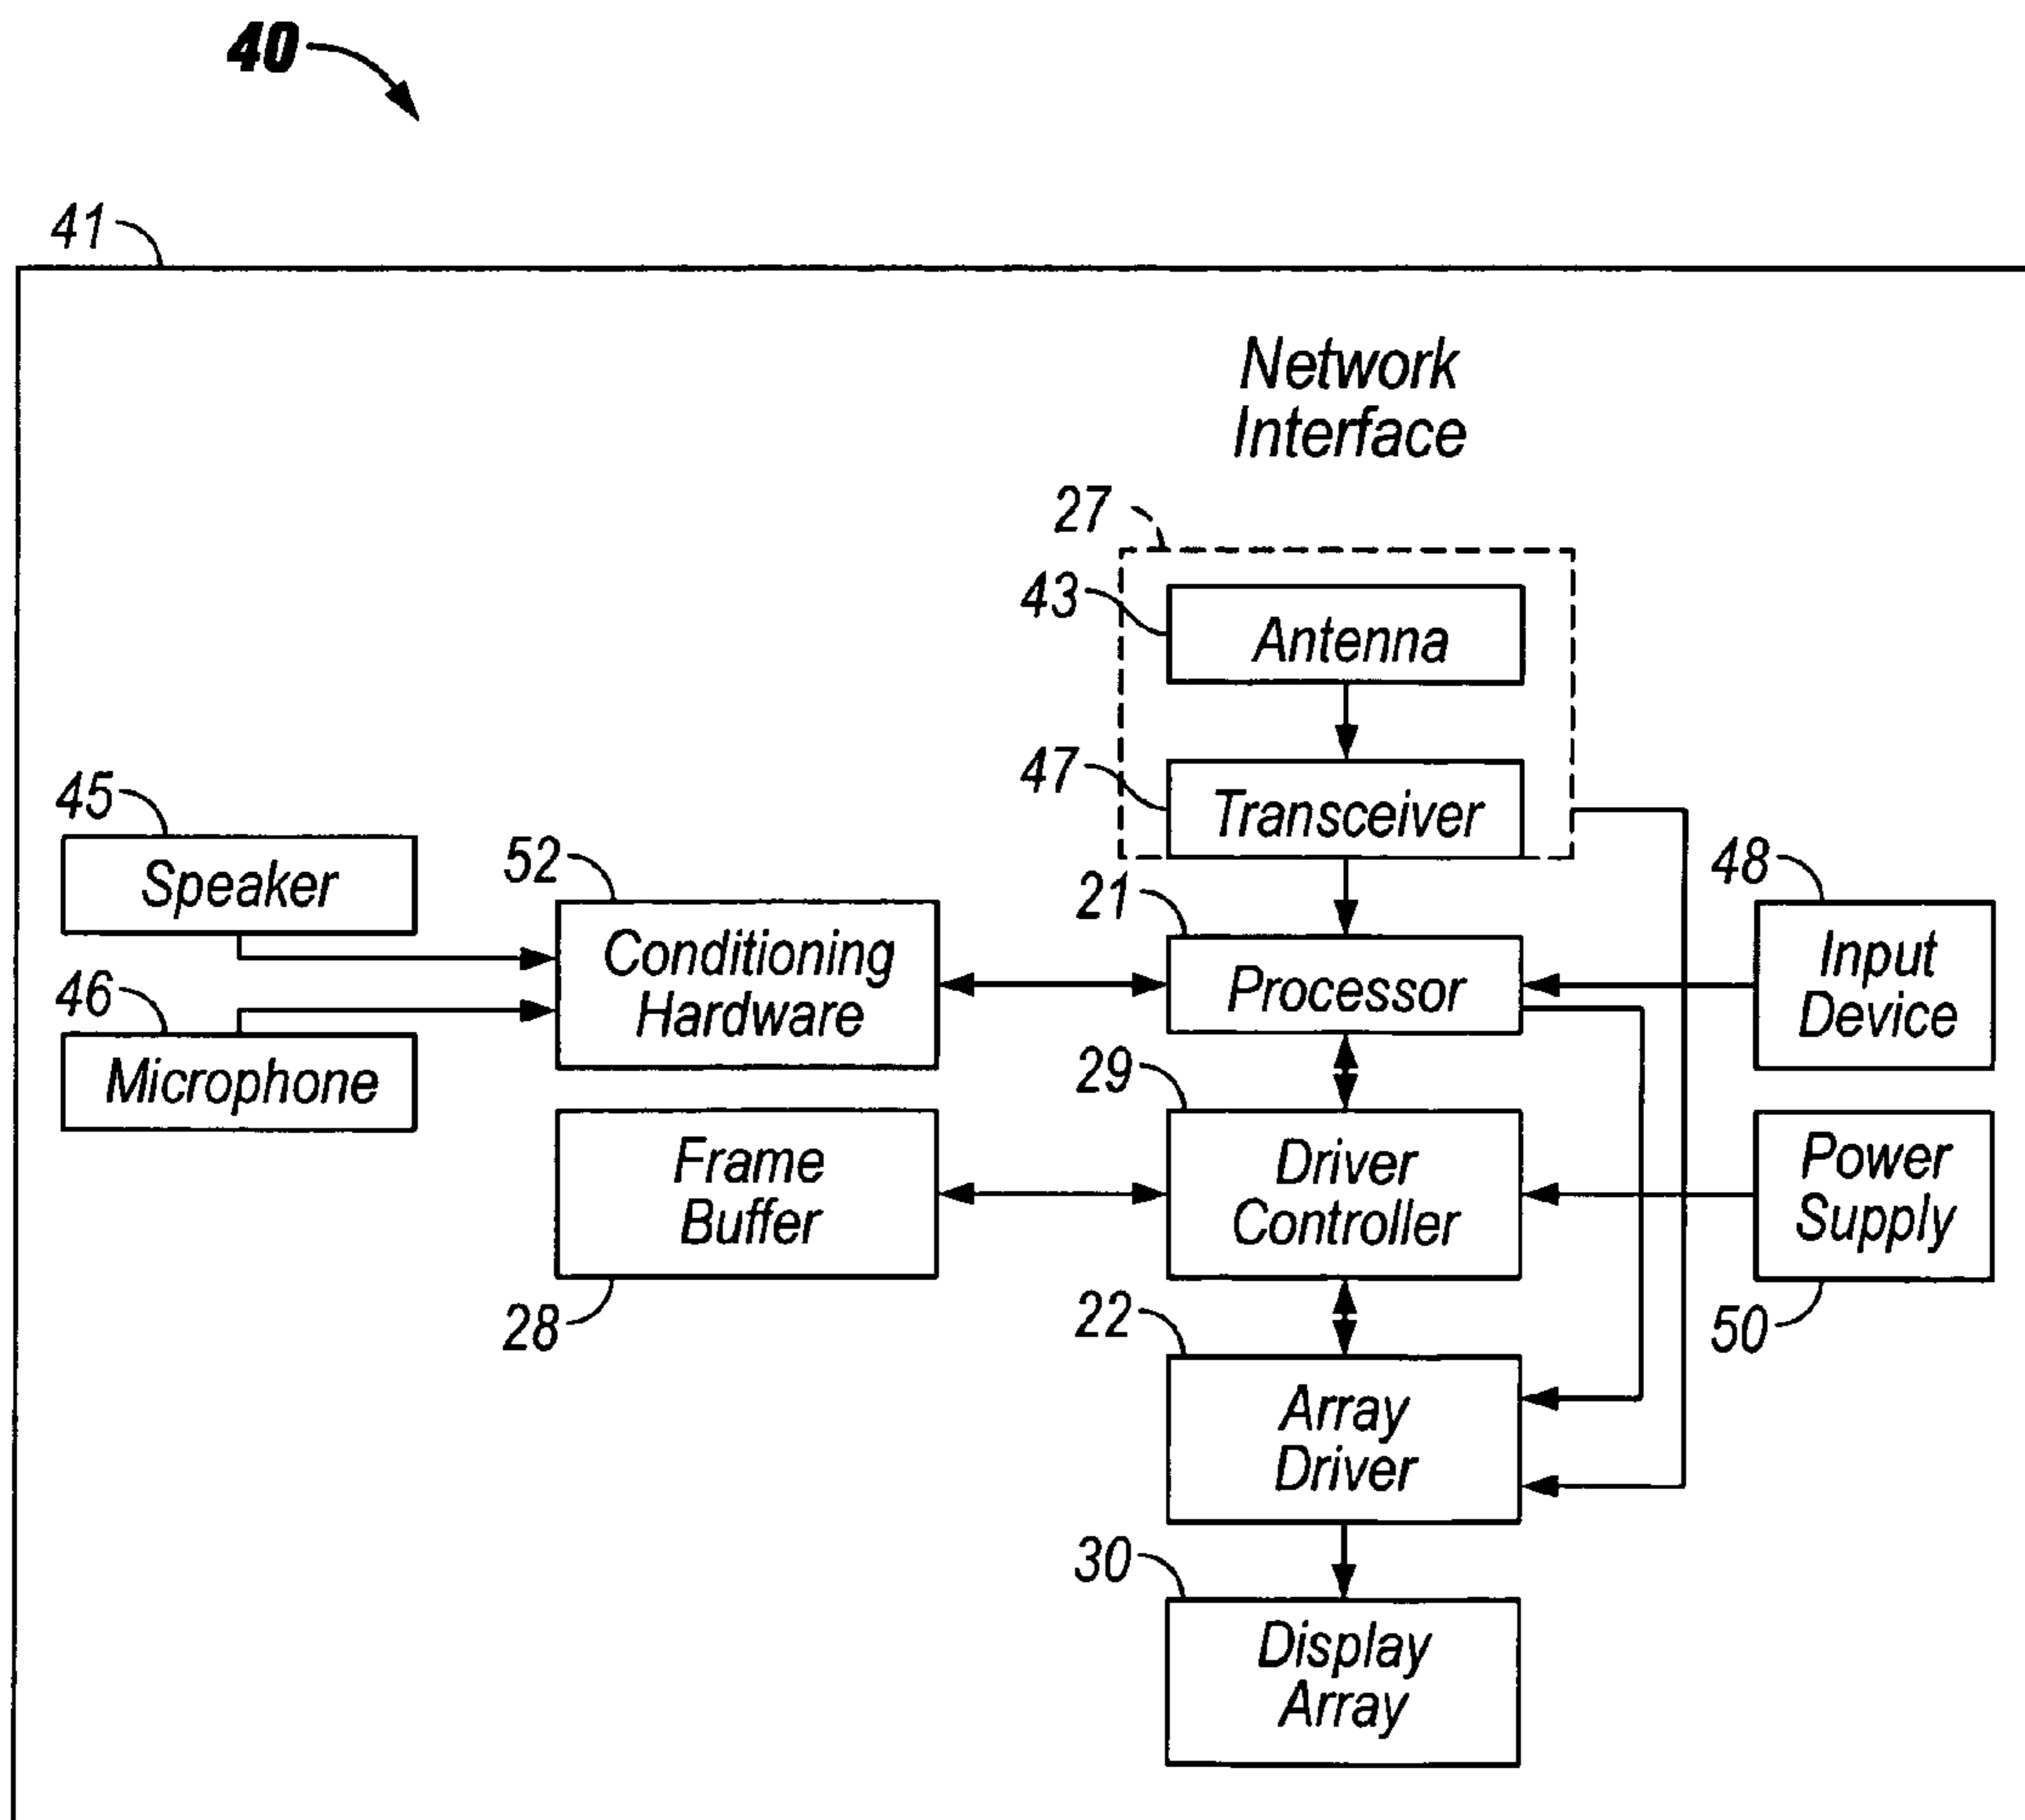 40
41
Network
Interface
27
43
Antenna
47
Transceiver
45
Speaker
52
Conditioning
Hardware
21
Processor
48
Input
Device
46
Microphone
29
Driver
Controller
Frame
Buffer
28
Power
Supply
50
22
Array
Driver
30
Display
Array